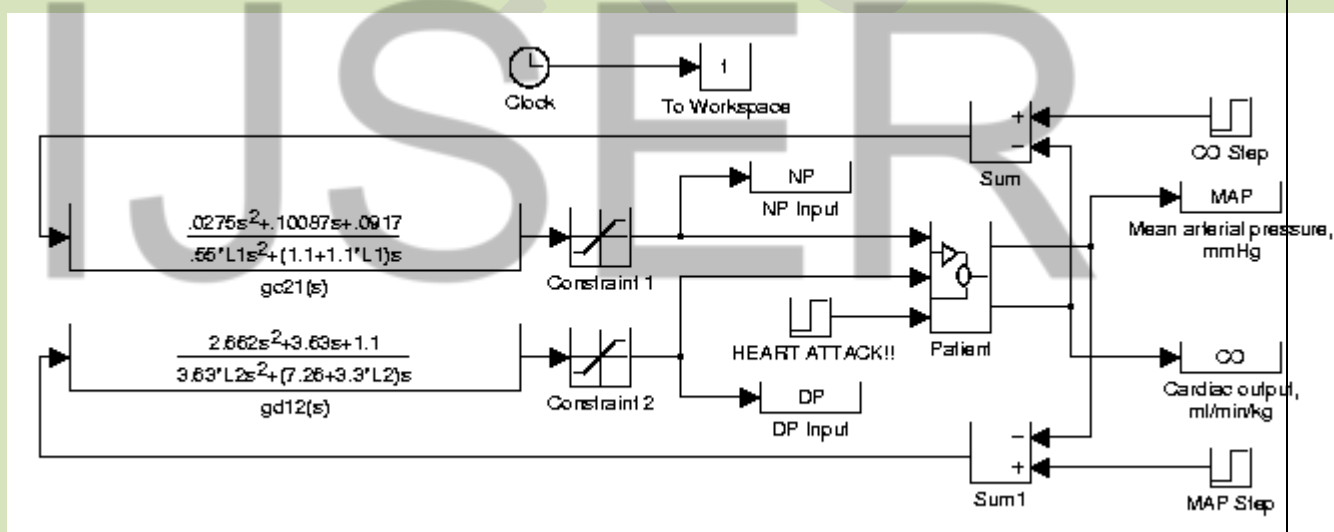 IJSER
1
Clock
To Workspace
+
−
Sum
CO Step
NP
NP Input
MAP
Mean arterial pressure,
mmHg
.0275s²+.10087s+.0917
.55*L1s²+(1.1+1.1*L1)s
gc21(s)
Constraint 1
HEART ATTACK!!
Patient
2.662s²+3.63s+1.1
3.63*L2s²+(7.26+3.3*L2)s
gd12(s)
Constraint 2
DP
DP Input
CO
Cardiac output,
ml/min/kg
−
+
Sum1
MAP Step